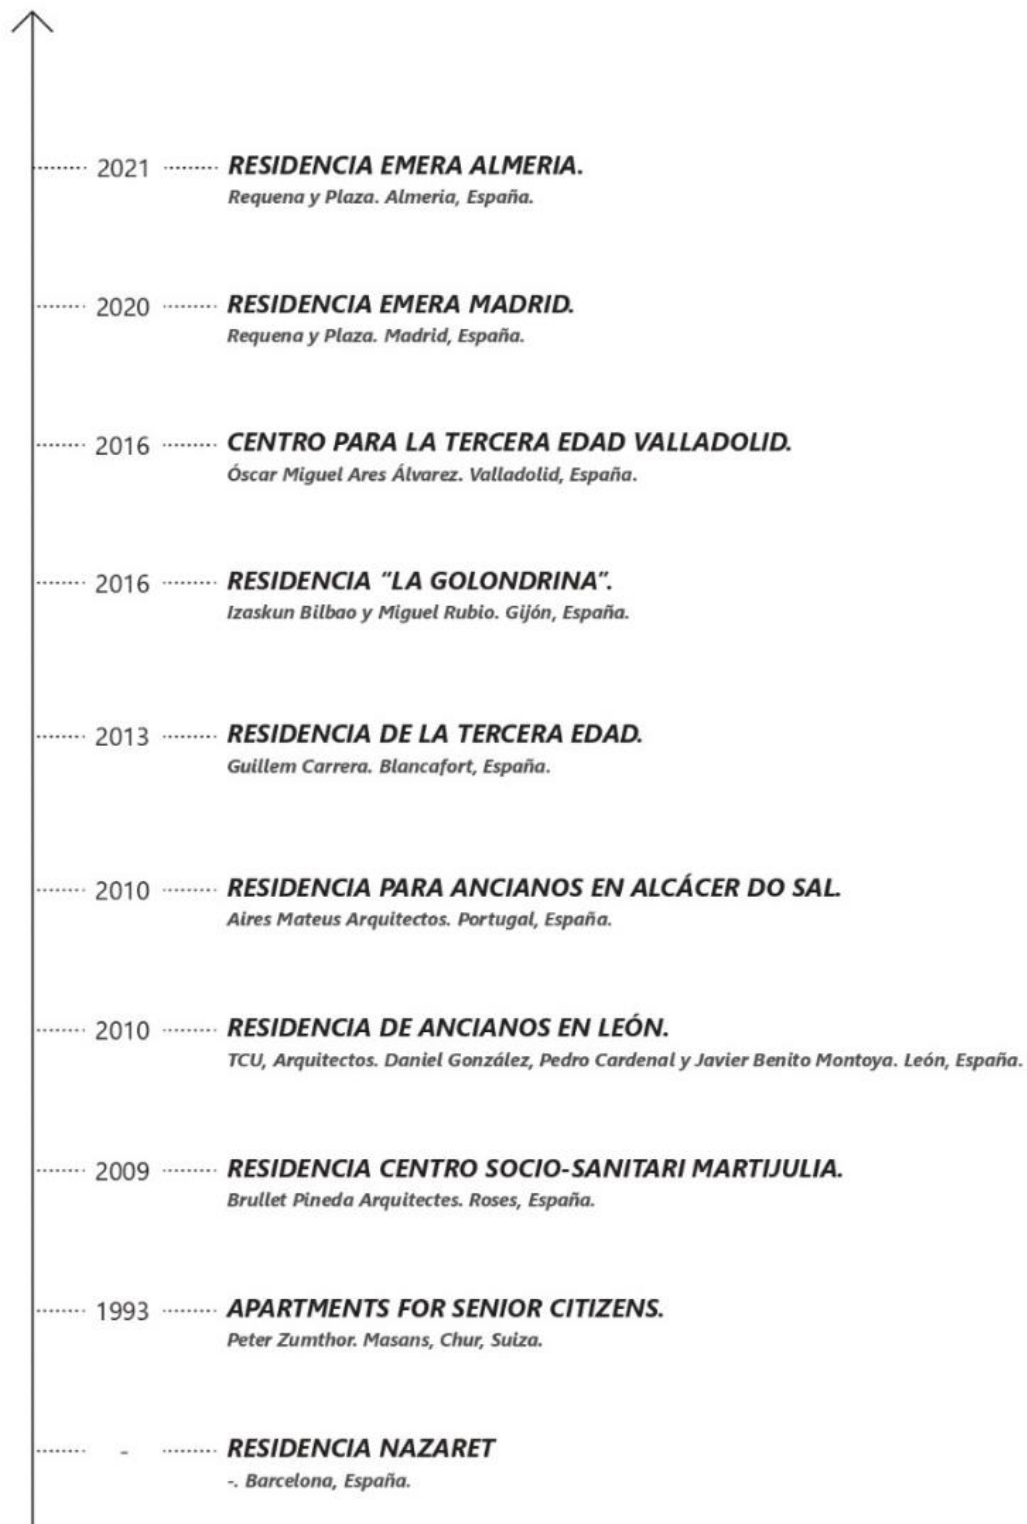 2021 RESIDENCIA EMERA ALMERIA.
Requena y Plaza. Almeria, España.
2020 RESIDENCIA EMERA MADRID.
Requena y Plaza. Madrid, España.
2016 CENTRO PARA LA TERCERA EDAD VALLADOLID.
Óscar Miguel Ares Álvarez. Valladolid, España.
2016 RESIDENCIA “LA GOLONDRINA”.
Izaskun Bilbao y Miguel Rubio. Gijón, España.
2013 RESIDENCIA DE LA TERCERA EDAD.
Guillem Carrera. Blancafort, España.
2010 RESIDENCIA PARA ANCIANOS EN ALCÁCER DO SAL.
Aires Mateus Arquitectos. Portugal, España.
2010 RESIDENCIA DE ANCIANOS EN LEÓN.
TCU, Arquitectos. Daniel González, Pedro Cardenal y Javier Benito Montoya. León, España.
2009 RESIDENCIA CENTRO SOCIO-SANITARI MARTIJULIA.
Brullet Pineda Arquitectes. Roses, España.
1993 APARTMENTS FOR SENIOR CITIZENS.
Peter Zumthor. Masans, Chur, Suiza.
- RESIDENCIA NAZARET
-. Barcelona, España.